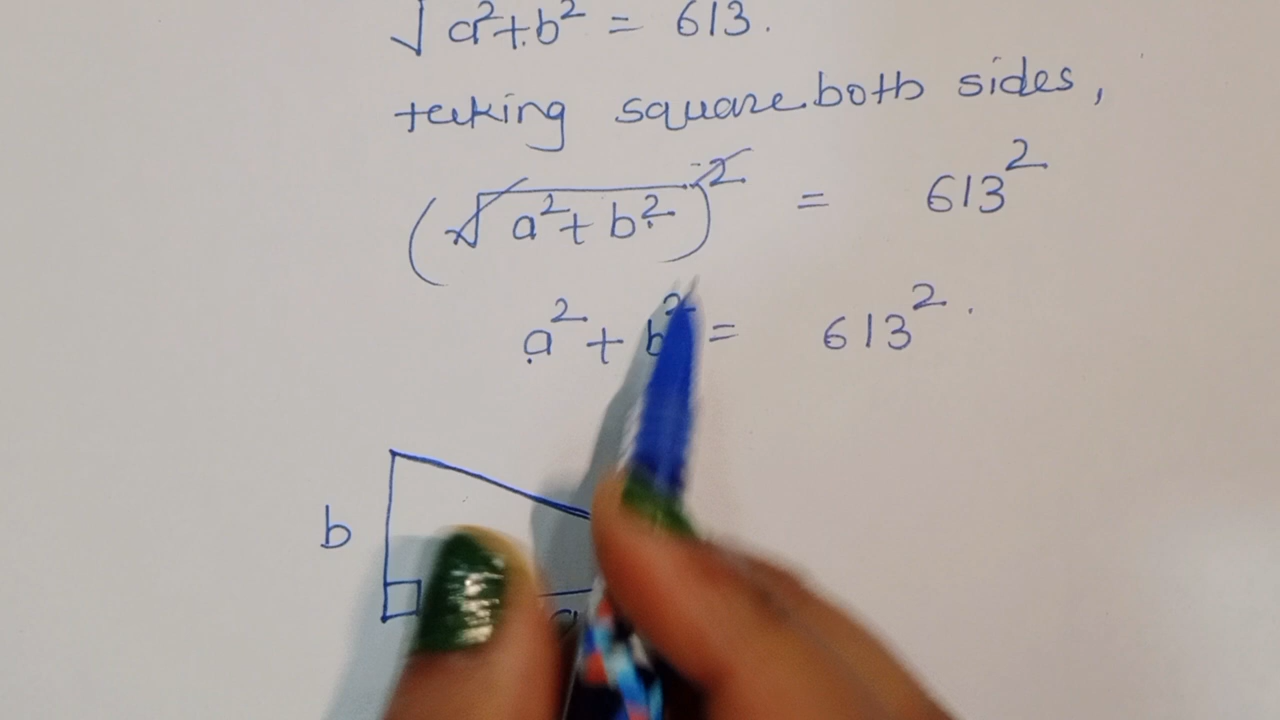 √a²+b² = 613.
taking square both sides,
(√a²+b²)² = 613²
a² + b² = 613².
b
a